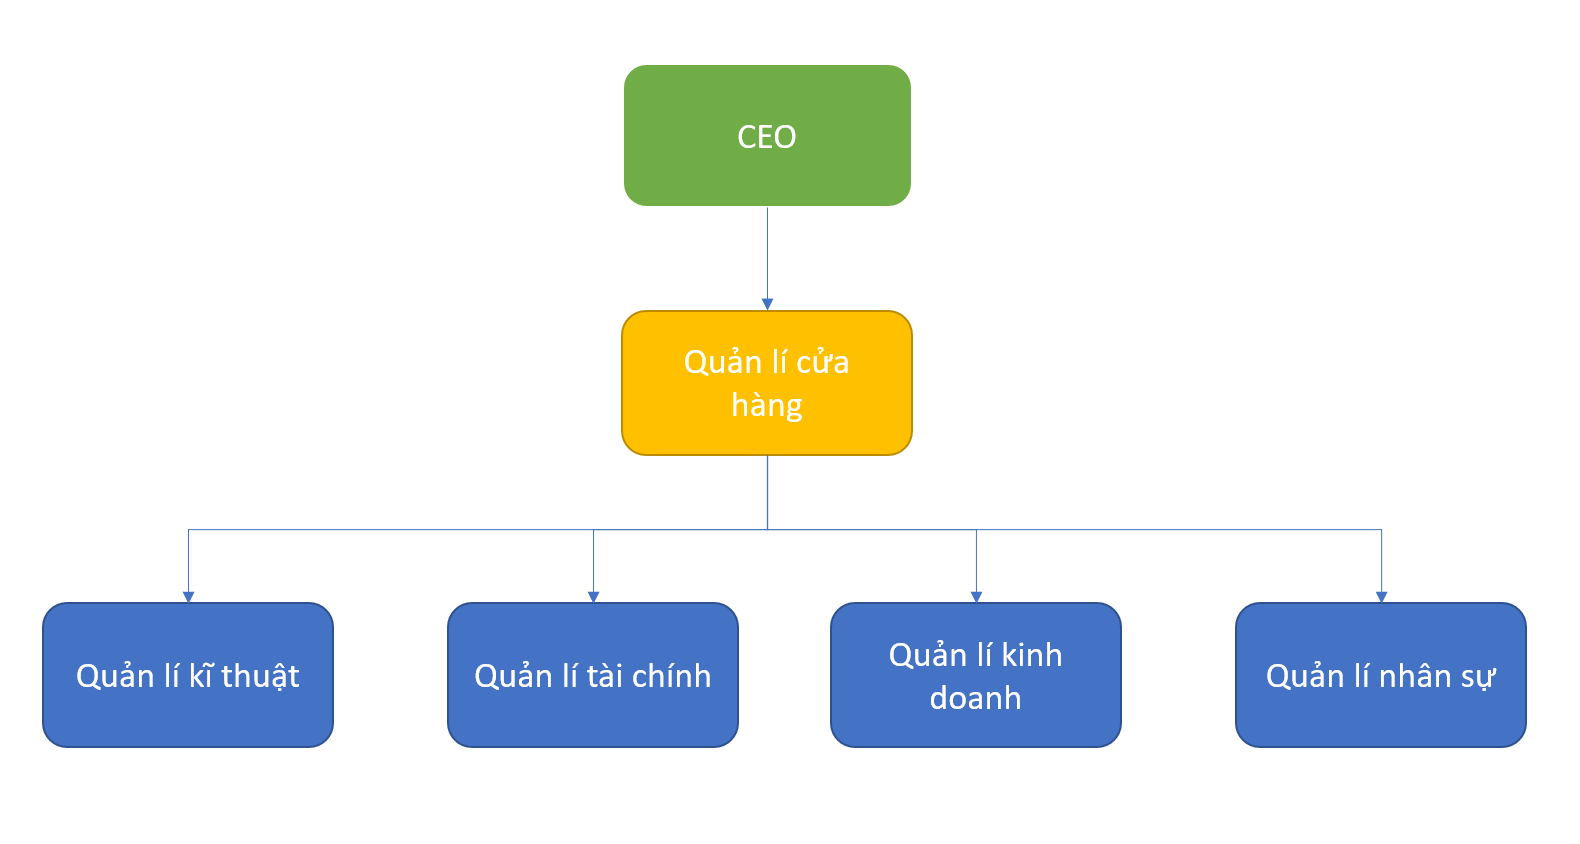 CEO
Quản lí cửa
hàng
Quản lí kĩ thuật
Quản lí tài chính
Quản lí kinh
doanh
Quản lí nhân sự